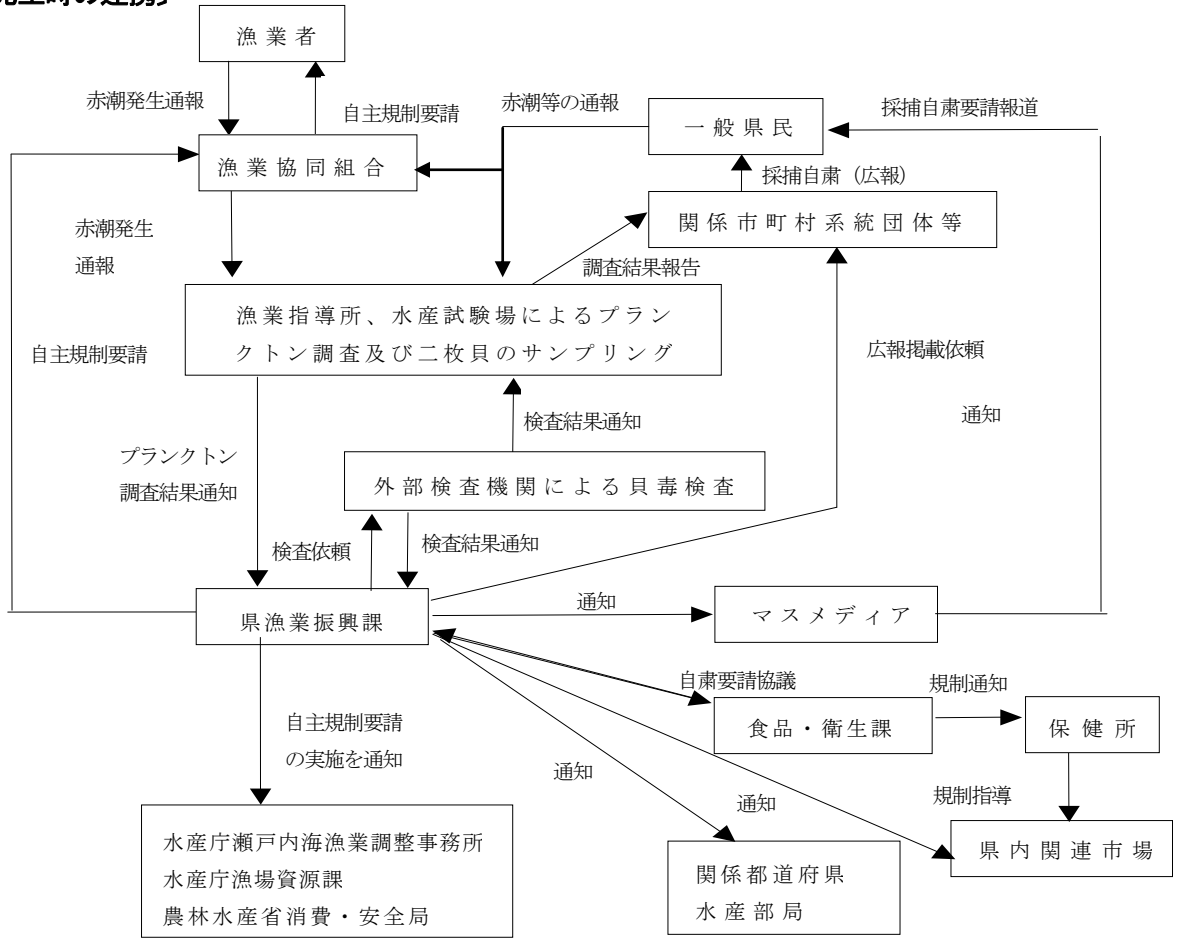 発生時の連携）
漁業者
赤潮発生通報
自主規制要請
赤潮等の通報
一般県民
採捕自粛要請報道
漁業協同組合
採捕自粛（広報）
関係市町村系統団体等
赤潮発生
通報
調査結果報告
漁業指導所、水産試験場によるプラン
クトン調査及び二枚貝のサンプリング
自主規制要請
広報掲載依頼
通知
検査結果通知
プランクトン
調査結果通知
外部検査機関による貝毒検査
検査依頼
検査結果通知
県漁業振興課
通知
マスメディア
自粛要請協議
規制通知
食品・衛生課
保健所
自主規制要請
の実施を通知
通知
通知
規制指導
水産庁瀬戸内海漁業調整事務所
水産庁漁場資源課
農林水産省消費・安全局
関係都道府県
水産部局
県内関連市場